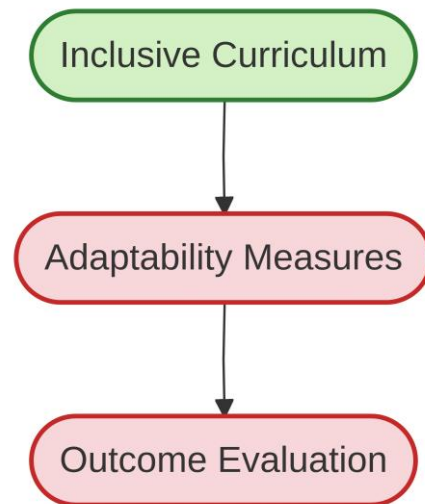 Inclusive Curriculum
Adaptability Measures
Outcome Evaluation